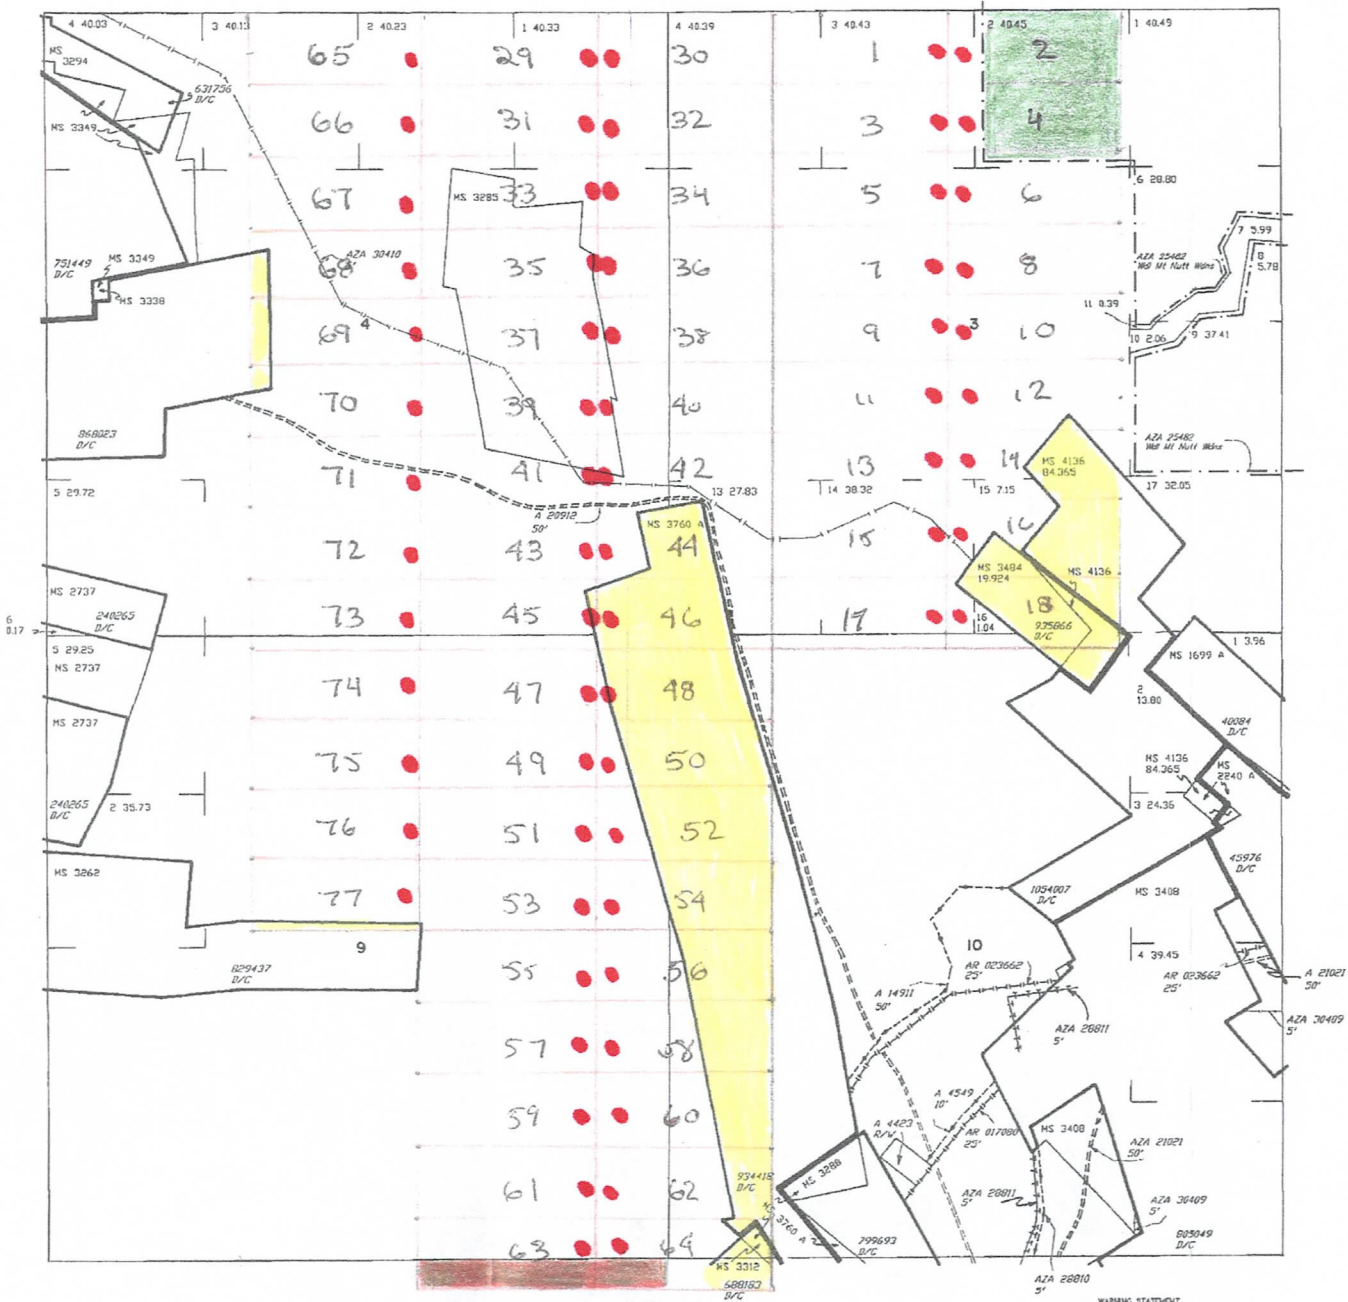 4 40.03 3 40.13 2 40.23 1 40.33 4 40.39 3 40.43 2 40.45 1 40.49
65 29 30 1 2
MS
3294
631756
D/C
66 31 32 3 4
MS 3349
67 MS 3285 33 34 5 6
6 28.80
7 5.99
8
5.78
751449
D/C
MS 3349
MS 3338
68 AZA 30410
5'
35 36 7 8
AZA 25482
Wdl Mt Nutt Wdns
11 0.39
10 2.06
9 37.41
69 4 37 38 9 3 10
70 39 40 11 12
868023
D/C
AZA 25482
Wdl Mt Nutt Wdns
71 41 42 13 14
MS 4136
84.365
5 29.72
13 27.83
14 38.32
15 7.15
17 32.05
A 20912
50'
MS 3760 A
72 43 44 15 16
MS 3484
19.924
MS 4136
MS 2737
240265
D/C
6
0.17
73 45 46 17 18
16
1.04
935866
D/C
5 29.25
MS 2737
MS 1699 A
1 3.96
74 47 48
2
13.80
MS 2737
40084
D/C
75 49 50
MS 4136
84.365
MS
2240 A
240265
D/C
2 35.73
3 24.36
76 51 52
45976
D/C
MS 3262
77 53 54
1054007
D/C
MS 3408
9
829437
D/C
10
4 39.45
55 56
AR 023662
25'
AR 023662
25'
A 21021
50'
A 14911
50'
AZA 28811
5'
AZA 30409
5'
57 58
A 4549
10'
59 60
A 4423
R/W
AR 017080
25'
MS 3408
AZA 21021
50'
61 62
934418
D/C
MS 3288
AZA 28811
5'
AZA 30409
5'
MS 3760
63 64
799693
D/C
805049
D/C
MS 3312
688183
D/C
AZA 28810
5'
WARNING STATEMENT